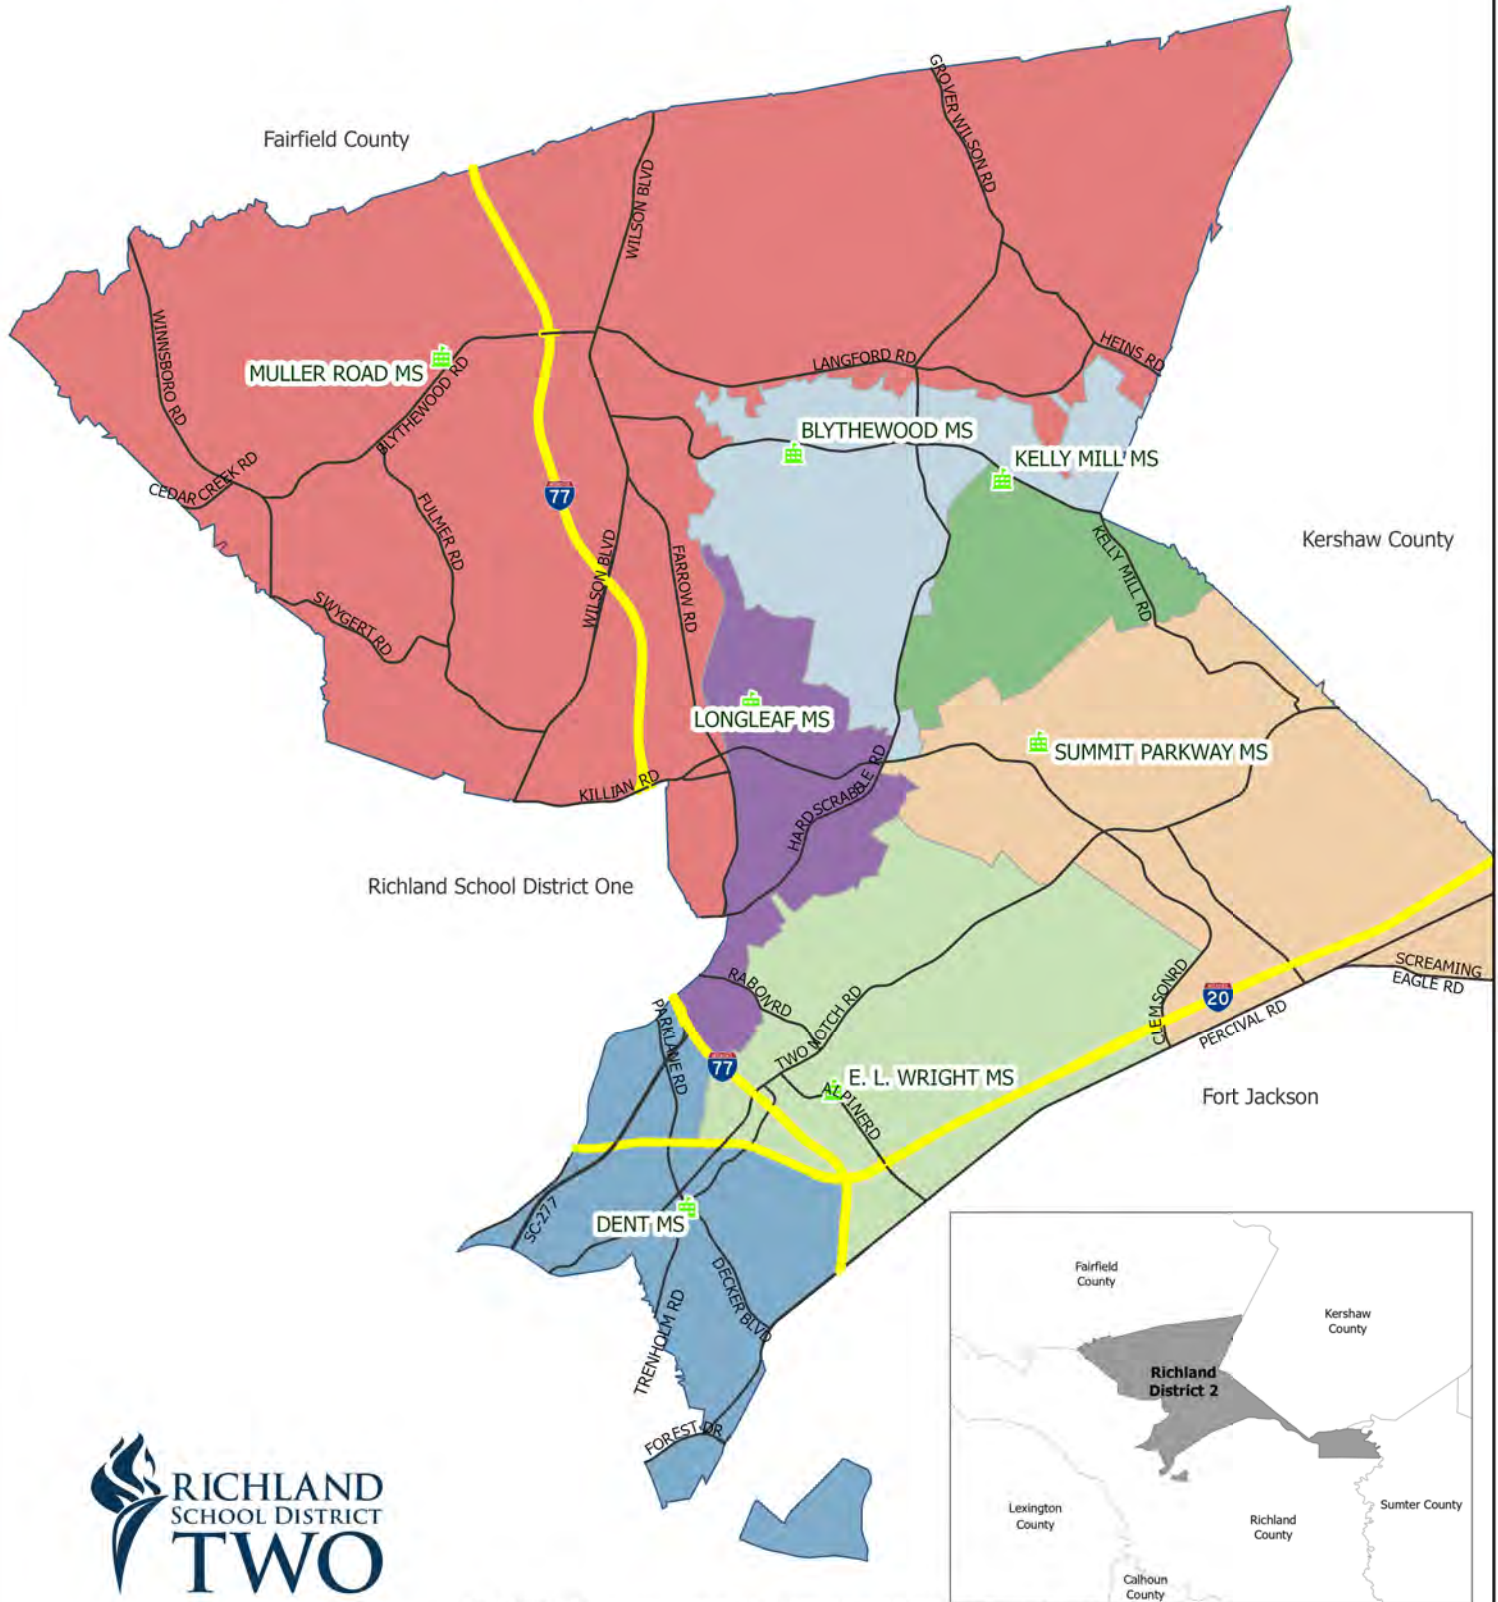 Fairfield County
GROVER WILSON RD
WILSON BLVD
WINNSBORO RD
MULLER ROAD MS
BLYTHEWOOD RD
LANGFORD RD
HEINS RD
BLYTHEWOOD MS
KELLY MILL MS
CEDAR CREEK RD
77
FULMER RD
WILSON BLVD
FARROW RD
KELLY MILL RD
Kershaw County
SWYGERT RD
LONGLEAF MS
SUMMIT PARKWAY MS
KILLIAN RD
HARD SCRABBLE RD
Richland School District One
RABON RD
TWO NOTCH RD
CLEMSON RD
20
SCREAMING
EAGLE RD
PERCIVAL RD
PARKLANE RD
77
E. L. WRIGHT MS
ALPINE RD
Fort Jackson
SC-277
DENT MS
DECKER BLVD
TRENHOLM RD
FOREST DR
RICHLAND
SCHOOL DISTRICT
TWO
Fairfield
County
Kershaw
County
Richland
District 2
Lexington
County
Richland
County
Sumter County
Calhoun
County